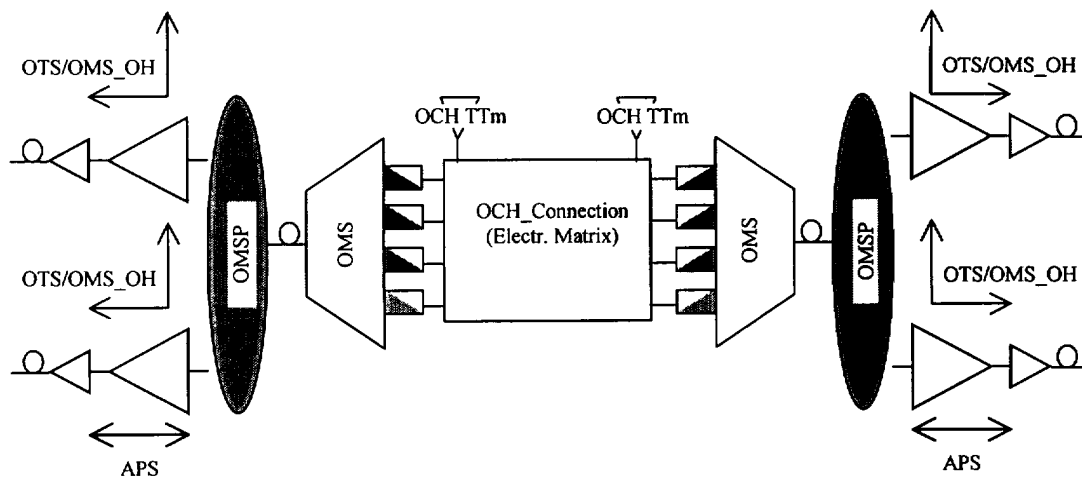 OTS/OMS_OH
OTS/OMS_OH
OCH TTm
OCH TTm
OMSP
OMS
OCH_Connection
(Electr. Matrix)
OMS
OMSP
OTS/OMS_OH
OTS/OMS_OH
APS
APS